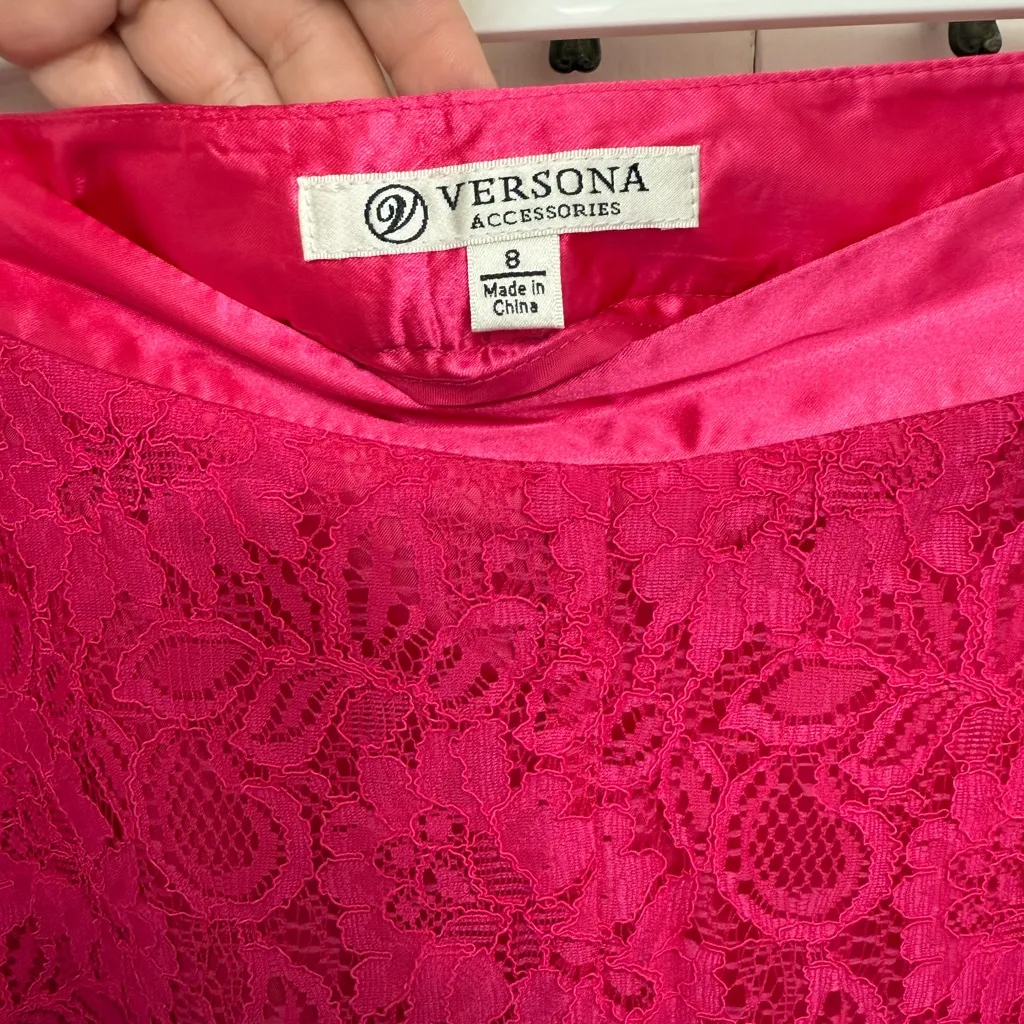 VERSONA
ACCESSORIES
8
Made in
China